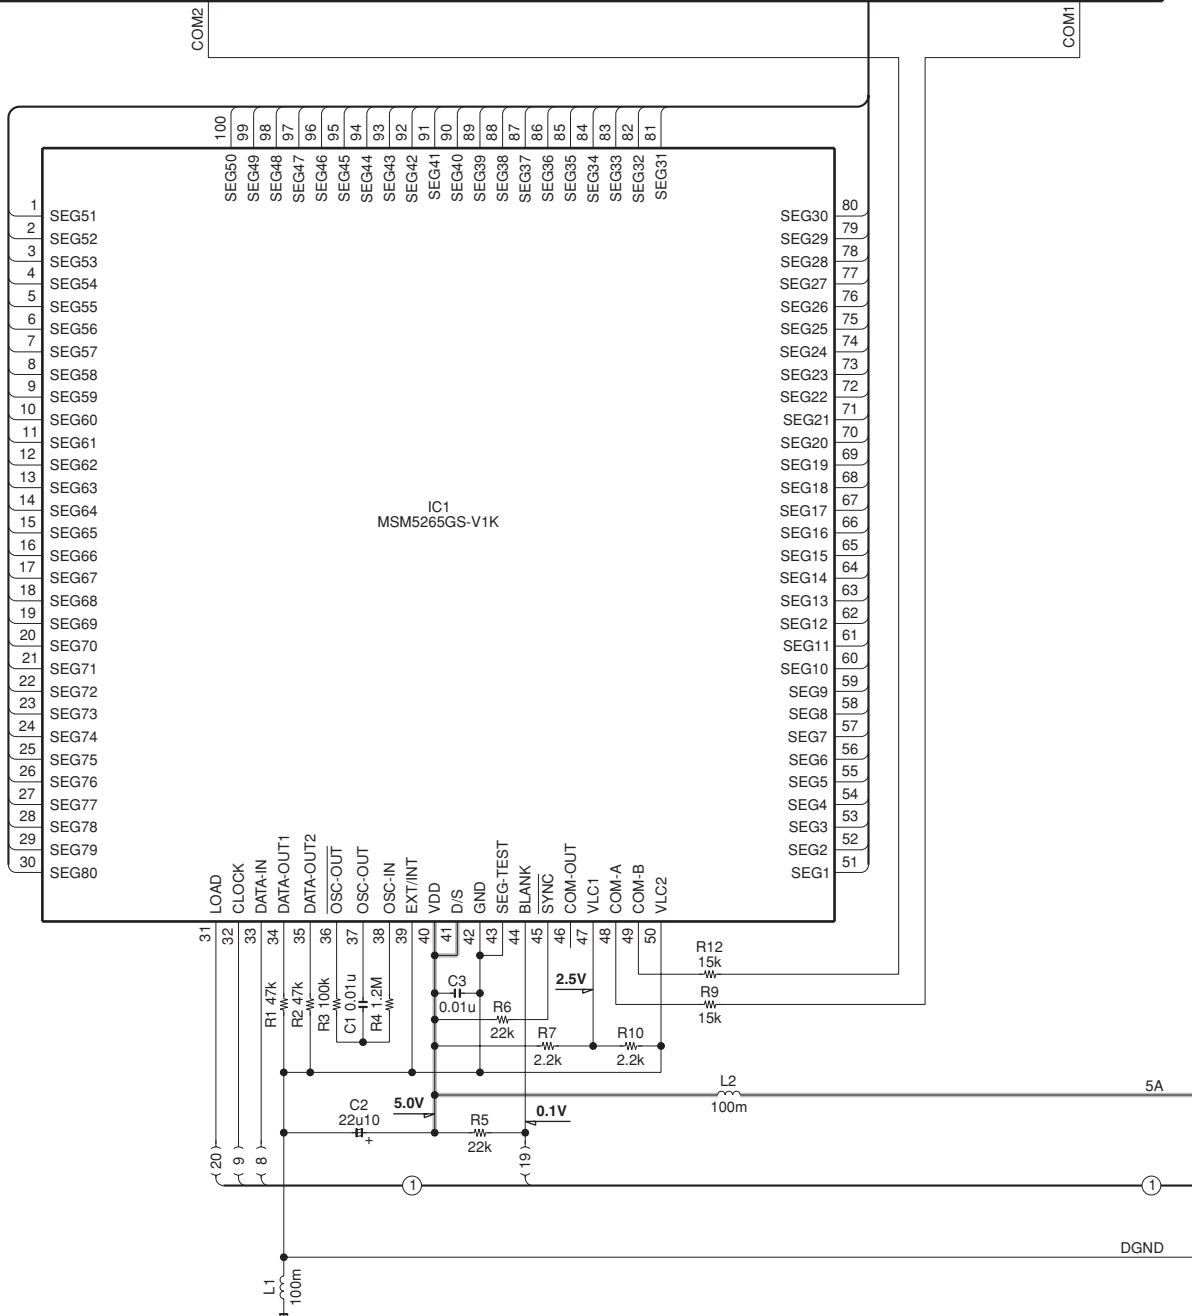 COM2
COM1
100 99 98 97 96 95 94 93 92 91 90 89 88 87 86 85 84 83 82 81
SEG50 SEG49 SEG48 SEG47 SEG46 SEG45 SEG44 SEG43 SEG42 SEG41 SEG40 SEG39 SEG38 SEG37 SEG36 SEG35 SEG34 SEG33 SEG32 SEG31
1 SEG51 SEG30 80
2 SEG52 SEG29 79
3 SEG53 SEG28 78
4 SEG54 SEG27 77
5 SEG55 SEG26 76
6 SEG56 SEG25 75
7 SEG57 SEG24 74
8 SEG58 SEG23 73
9 SEG59 SEG22 72
10 SEG60 SEG21 71
11 SEG61 SEG20 70
12 SEG62 SEG19 69
13 SEG63 SEG18 68
14 SEG64 SEG17 67
IC1
MSM5265GS-V1K
15 SEG65 SEG16 66
16 SEG66 SEG15 65
17 SEG67 SEG14 64
18 SEG68 SEG13 63
19 SEG69 SEG12 62
20 SEG70 SEG11 61
21 SEG71 SEG10 60
22 SEG72 SEG9 59
23 SEG73 SEG8 58
24 SEG74 SEG7 57
25 SEG75 SEG6 56
26 SEG76 SEG5 55
27 SEG77 SEG4 54
28 SEG78 SEG3 53
29 SEG79 SEG2 52
30 SEG80 SEG1 51
LOAD CLOCK DATA-IN DATA-OUT1 DATA-OUT2 OSC-OUT OSC-OUT OSC-IN EXT/INT VDD D/S GND SEG-TEST BLANK SYNC COM-OUT VLC1 COM-A COM-B VLC2
31 32 33 34 35 36 37 38 39 40 41 42 43 44 45 46 47 48 49 50
R12
15k
R9
15k
2.5V
R1 47k
R2 47k
R3 100k
C1 0.01u
R4 1.2M
C3
0.01u
R6
22k
R7
2.2k
R10
2.2k
L2
100m
5A
C2
22u10
+
5.0V
R5
22k
0.1V
20 9 8 19
1 1
DGND
L1
100m